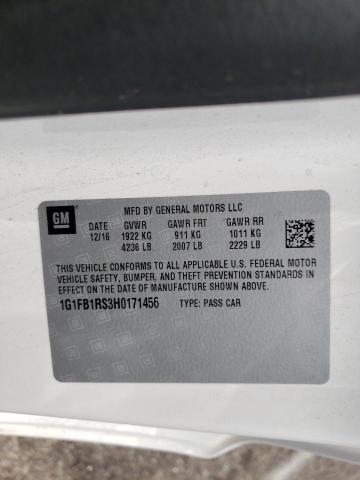 GM
MFD BY GENERAL MOTORS LLC
DATE GVWR GAWR FRT GAWR RR
12/16 1922 KG 911 KG 1011 KG
4236 LB 2007 LB 2229 LB
THIS VEHICLE CONFORMS TO ALL APPLICABLE U.S. FEDERAL MOTOR
VEHICLE SAFETY, BUMPER, AND THEFT PREVENTION STANDARDS
IN EFFECT ON THE DATE OF MANUFACTURE SHOWN ABOVE.
1G1FB1RS3H0171456 TYPE: PASS CAR